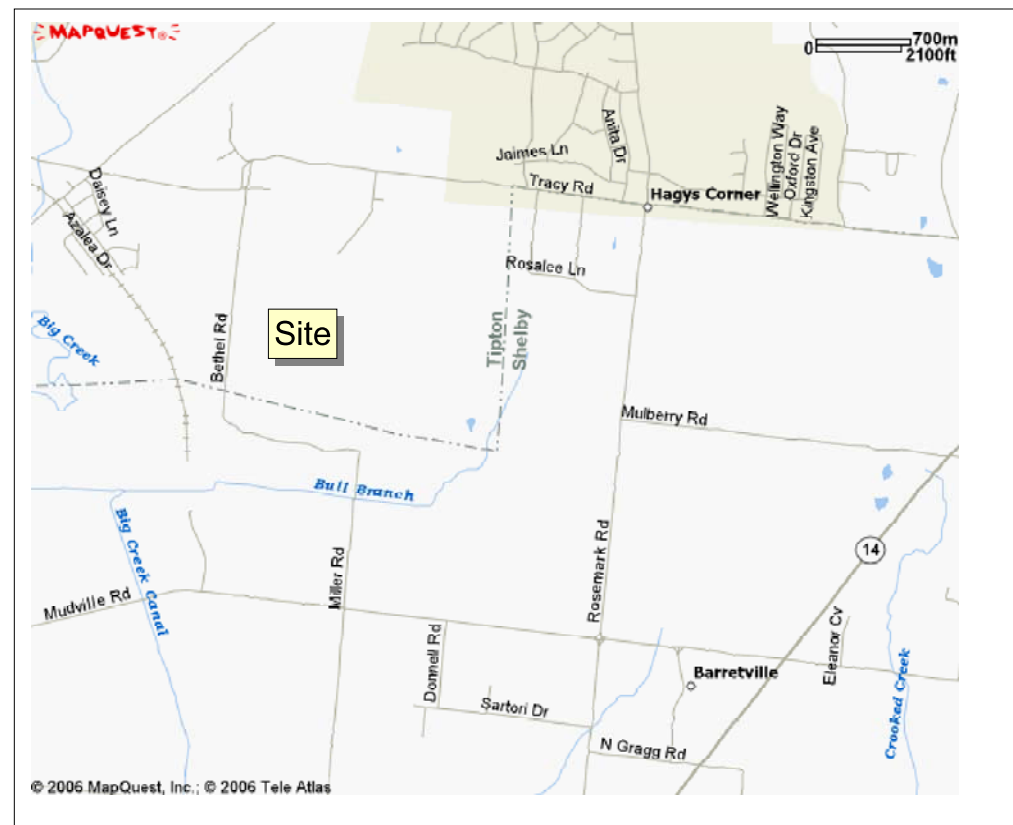 MAPQUEST®
0
700m
2100ft
Anita Dr
Wellington Way
Oxford Dr
Kingston Ave
Jaimes Ln
Daisey Ln
Tracy Rd
Hagys Corner
Azalea Dr
Rosalee Ln
Big Creek
Site
Bethel Rd
Tipton
Shelby
Mulberry Rd
Bull Branch
Big Creek Canal
14
Miller Rd
Rosemark Rd
Mudville Rd
Donnell Rd
Eleanor Cv
Barretville
Crooked Creek
Sartori Dr
N Gragg Rd
© 2006 MapQuest, Inc.; © 2006 Tele Atlas